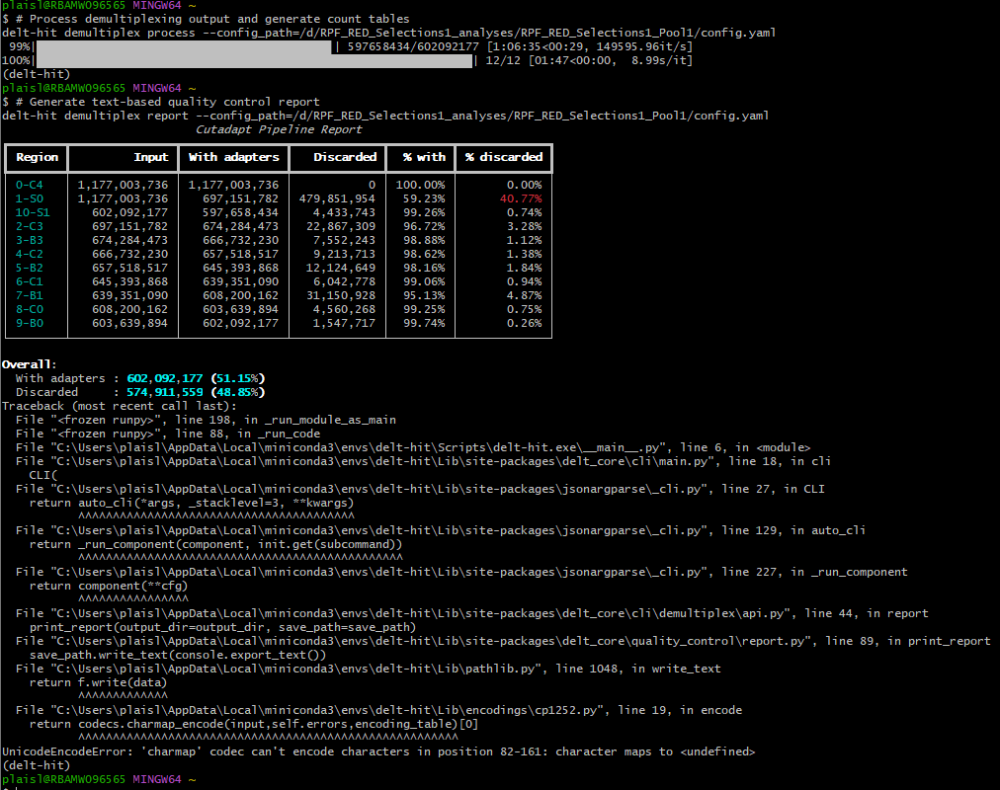 plaisl@RBAMWO96565 MINGW64 ~
$ # Process demultiplexing output and generate count tables
delt-hit demultiplex process --config_path=/d/RPF_RED_Selections1_analyses/RPF_RED_Selections1_Pool1/config.yaml
99%| | 597658434/602092177 [1:06:35<00:29, 149595.96it/s]
100%| | 12/12 [01:47<00:00, 8.99s/it]
(delt-hit)
plaisl@RBAMWO96565 MINGW64 ~
$ # Generate text-based quality control report
delt-hit demultiplex report --config_path=/d/RPF_RED_Selections1_analyses/RPF_RED_Selections1_Pool1/config.yaml
Cutadapt Pipeline Report
Region Input With adapters Discarded % with % discarded
0-C4 1,177,003,736 1,177,003,736 0 100.00% 0.00%
1-S0 1,177,003,736 697,151,782 479,851,954 59.23% 40.77%
10-S1 602,092,177 597,658,434 4,433,743 99.26% 0.74%
2-C3 697,151,782 674,284,473 22,867,309 96.72% 3.28%
3-B3 674,284,473 666,732,230 7,552,243 98.88% 1.12%
4-C2 666,732,230 657,518,517 9,213,713 98.62% 1.38%
5-B2 657,518,517 645,393,868 12,124,649 98.16% 1.84%
6-C1 645,393,868 639,351,090 6,042,778 99.06% 0.94%
7-B1 639,351,090 608,200,162 31,150,928 95.13% 4.87%
8-C0 608,200,162 603,639,894 4,560,268 99.25% 0.75%
9-B0 603,639,894 602,092,177 1,547,717 99.74% 0.26%
Overall:
With adapters : 602,092,177 (51.15%)
Discarded : 574,911,559 (48.85%)
Traceback (most recent call last):
File "<frozen runpy>", line 198, in _run_module_as_main
File "<frozen runpy>", line 88, in _run_code
File "C:\Users\plaisl\AppData\Local\miniconda3\envs\delt-hit\Scripts\delt-hit.exe\__main__.py", line 6, in <module>
File "C:\Users\plaisl\AppData\Local\miniconda3\envs\delt-hit\Lib\site-packages\delt_core\cli\main.py", line 18, in cli
CLI(
File "C:\Users\plaisl\AppData\Local\miniconda3\envs\delt-hit\Lib\site-packages\jsonargparse\_cli.py", line 27, in CLI
return auto_cli(*args, _stacklevel=3, **kwargs)
^^^^^^^^^^^^^^^^^^^^^^^^^^^^^^^^^^^^^^^^
File "C:\Users\plaisl\AppData\Local\miniconda3\envs\delt-hit\Lib\site-packages\jsonargparse\_cli.py", line 129, in auto_cli
return _run_component(component, init.get(subcommand))
^^^^^^^^^^^^^^^^^^^^^^^^^^^^^^^^^^^^^^^^^^^^^^^
File "C:\Users\plaisl\AppData\Local\miniconda3\envs\delt-hit\Lib\site-packages\jsonargparse\_cli.py", line 227, in _run_component
return component(**cfg)
^^^^^^^^^^^^^^^^
File "C:\Users\plaisl\AppData\Local\miniconda3\envs\delt-hit\Lib\site-packages\delt_core\cli\demultiplex\api.py", line 44, in report
print_report(output_dir=output_dir, save_path=save_path)
File "C:\Users\plaisl\AppData\Local\miniconda3\envs\delt-hit\Lib\site-packages\delt_core\quality_control\report.py", line 89, in print_report
save_path.write_text(console.export_text())
File "C:\Users\plaisl\AppData\Local\miniconda3\envs\delt-hit\Lib\pathlib.py", line 1048, in write_text
return f.write(data)
^^^^^^^^^^^^^
File "C:\Users\plaisl\AppData\Local\miniconda3\envs\delt-hit\Lib\encodings\cp1252.py", line 19, in encode
return codecs.charmap_encode(input,self.errors,encoding_table)[0]
^^^^^^^^^^^^^^^^^^^^^^^^^^^^^^^^^^^^^^^^^^^^^^^^^^^^^^^
UnicodeEncodeError: 'charmap' codec can't encode characters in position 82-161: character maps to <undefined>
(delt-hit)
plaisl@RBAMWO96565 MINGW64 ~